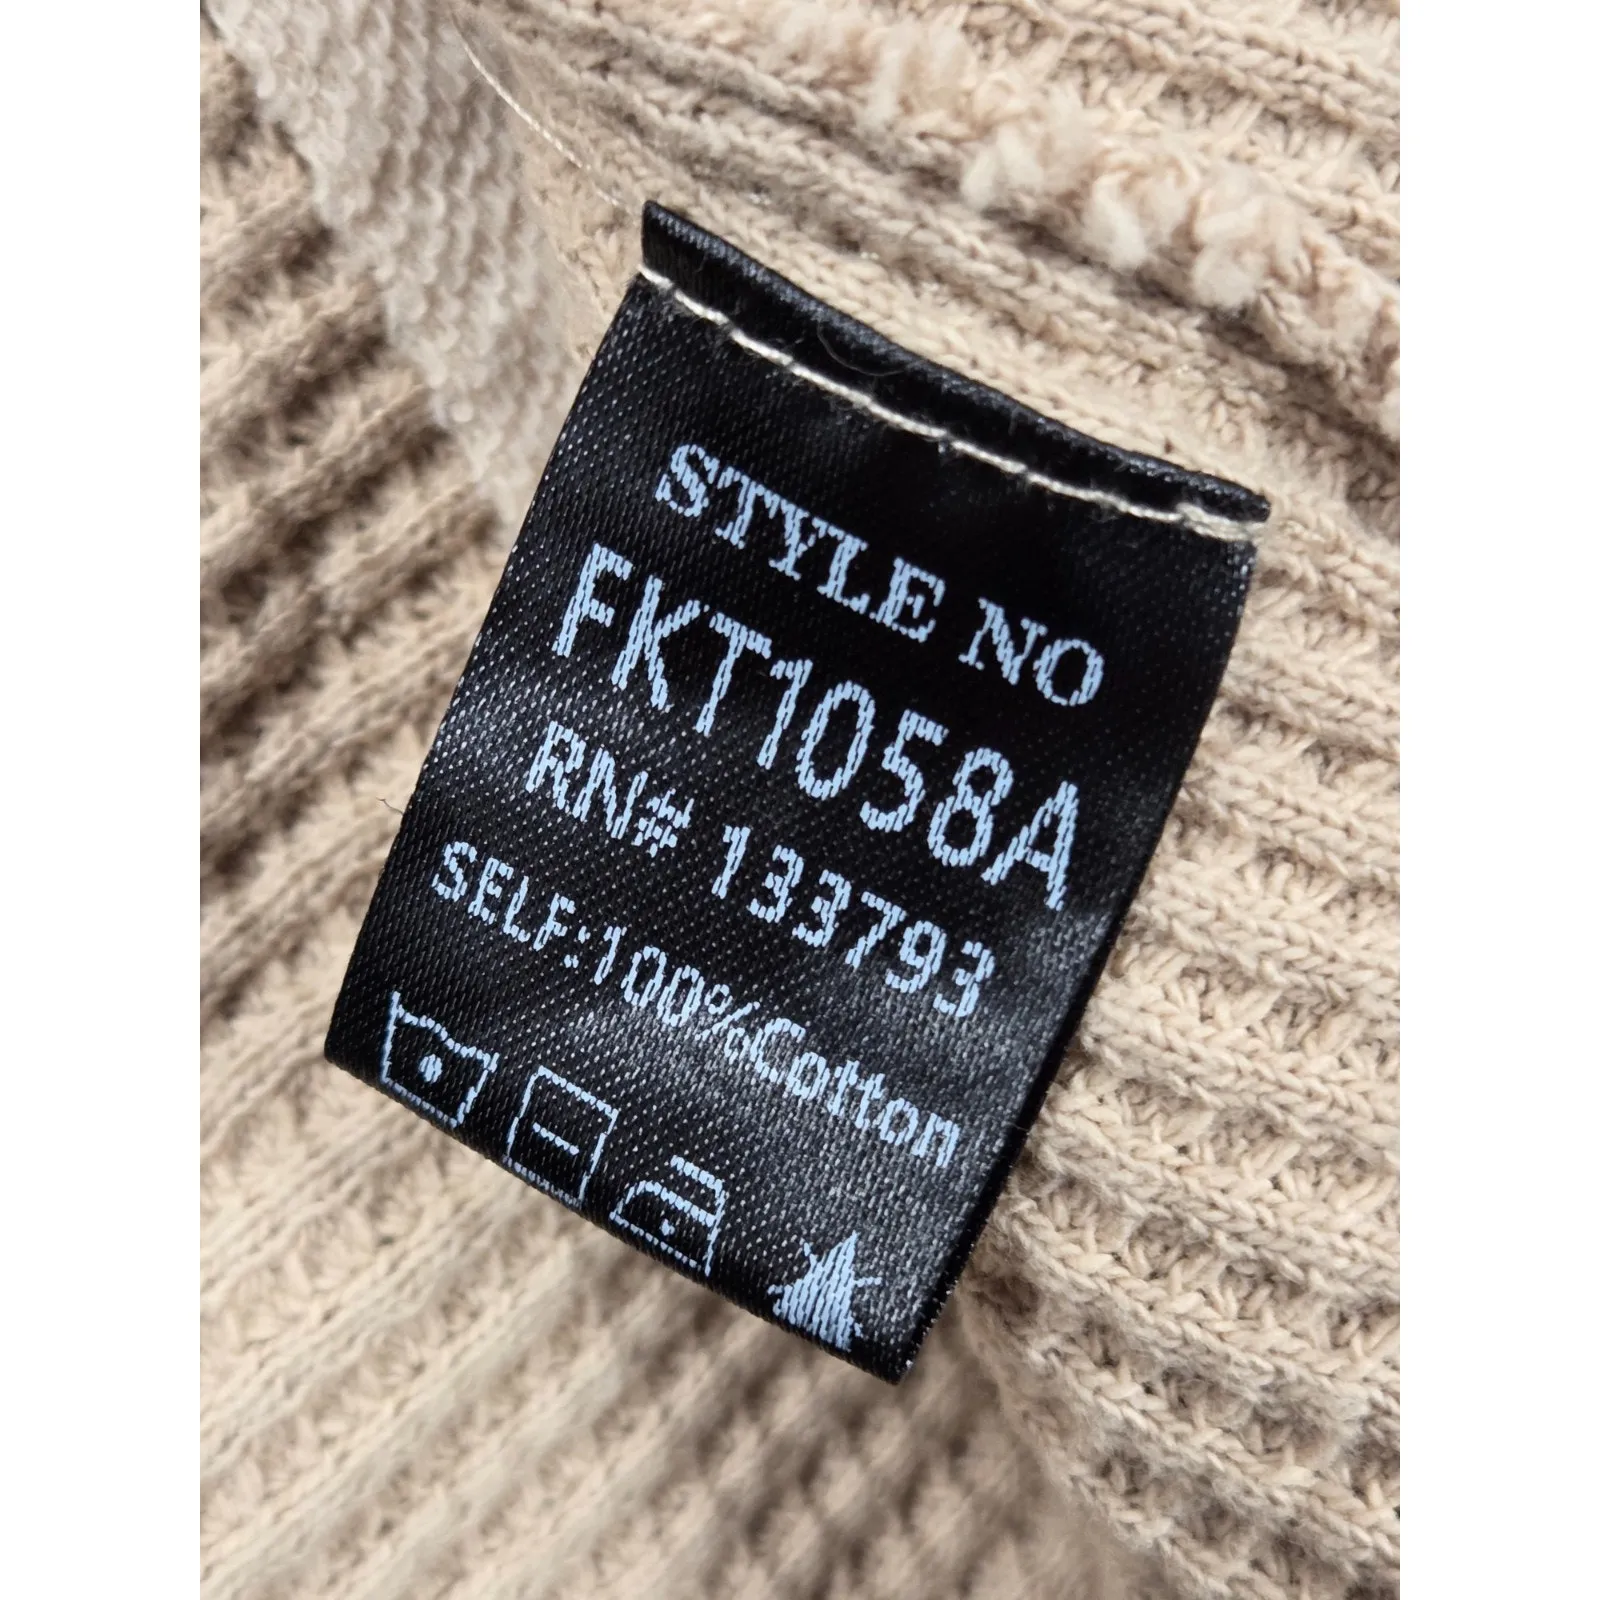 STYLE NO
FKT1058A
RN# 133793
SELF:100%Cotton